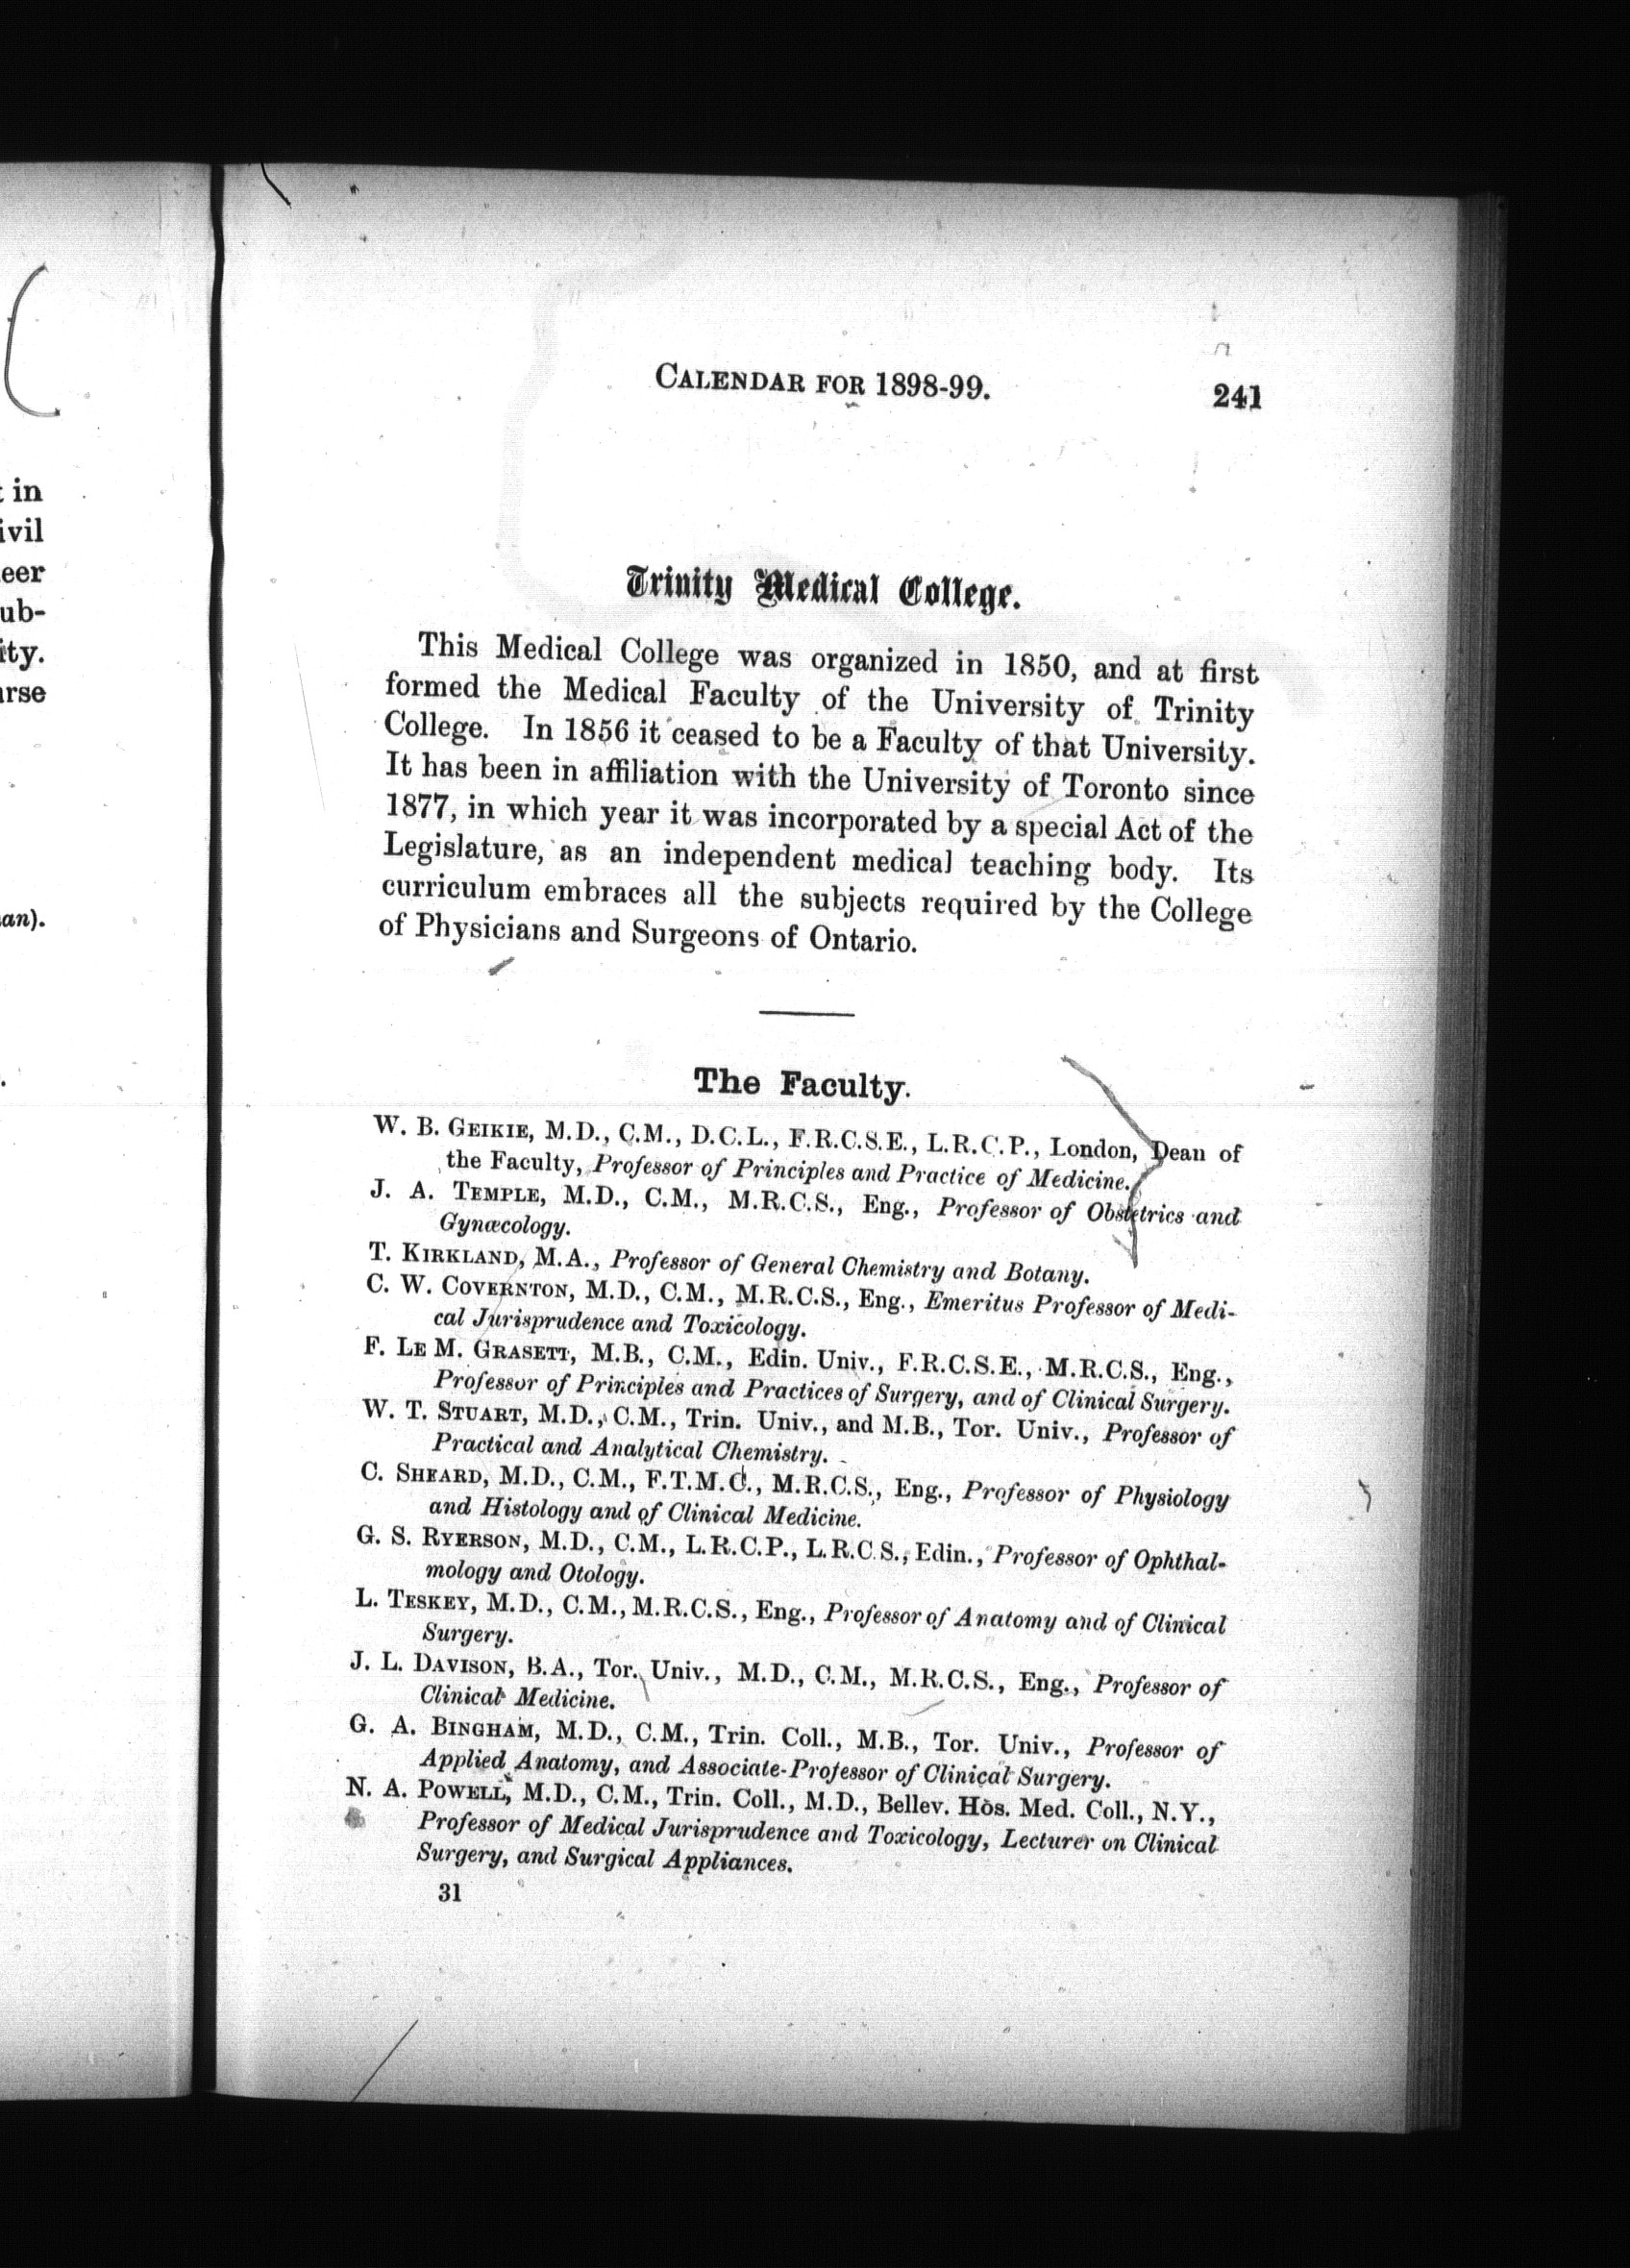 CALENDAR FOR 1898-99. 241
Trinity Medical College.
This Medical College was organized in 1850, and at first
formed the Medical Faculty of the University of Trinity
College. In 1856 it ceased to be a Faculty of that University.
It has been in affiliation with the University of Toronto since
1877, in which year it was incorporated by a special Act of the
Legislature, as an independent medical teaching body. Its
curriculum embraces all the subjects required by the College
of Physicians and Surgeons of Ontario.
The Faculty.
W. B. GEIKIE, M.D., C.M., D.C.L., F.R.C.S.E., L.R.C.P., London, Dean of
the Faculty, Professor of Principles and Practice of Medicine.
J. A. TEMPLE, M.D., C.M., M.R.C.S., Eng., Professor of Obstetrics and
Gynæcology.
T. KIRKLAND, M.A., Professor of General Chemistry and Botany.
C. W. COVERNTON, M.D., C.M., M.R.C.S., Eng., Emeritus Professor of Medi-
cal Jurisprudence and Toxicology.
F. LE M. GRASETT, M.B., C.M., Edin. Univ., F.R.C.S.E., M.R.C.S., Eng.,
Professor of Principles and Practices of Surgery, and of Clinical Surgery.
W. T. STUART, M.D., C.M., Trin. Univ., and M.B., Tor. Univ., Professor of
Practical and Analytical Chemistry.
C. SHEARD, M.D., C.M., F.T.M.C., M.R.C.S., Eng., Professor of Physiology
and Histology and of Clinical Medicine.
G. S. RYERSON, M.D., C.M., L.R.C.P., L.R.C.S., Edin., Professor of Ophthal-
mology and Otology.
L. TESKEY, M.D., C.M., M.R.C.S., Eng., Professor of Anatomy and of Clinical
Surgery.
J. L. DAVISON, B.A., Tor. Univ., M.D., C.M., M.R.C.S., Eng., Professor of
Clinical Medicine.
G. A. BINGHAM, M.D., C.M., Trin. Coll., M.B., Tor. Univ., Professor of
Applied Anatomy, and Associate-Professor of Clinical Surgery.
N. A. POWELL, M.D., C.M., Trin. Coll., M.D., Bellev. Hos. Med. Coll., N.Y.,
Professor of Medical Jurisprudence and Toxicology, Lecturer on Clinical
Surgery, and Surgical Appliances.
31